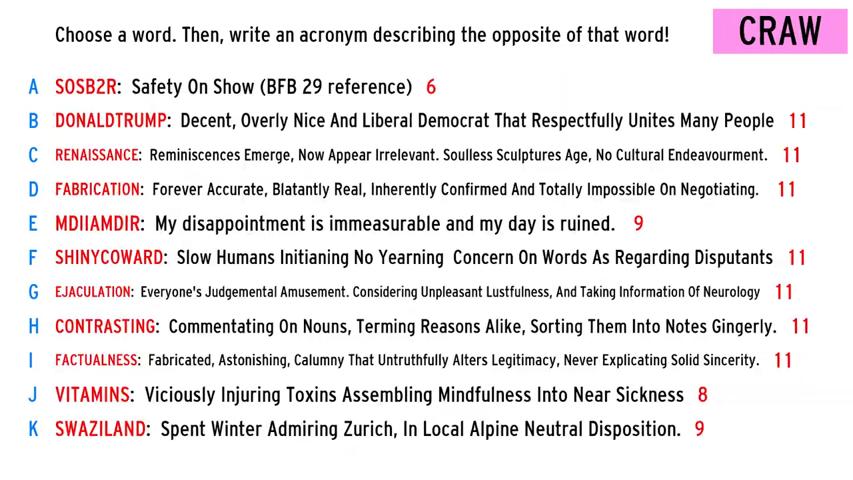 Choose a word. Then, write an acronym describing the opposite of that word!
CRAW
A SOSB2R: Safety On Show (BFB 29 reference) 6
B DONALDTRUMP: Decent, Overly Nice And Liberal Democrat That Respectfully Unites Many People 11
C RENAISSANCE: Reminiscences Emerge, Now Appear Irrelevant. Soulless Sculptures Age, No Cultural Endeavourment. 11
D FABRICATION: Forever Accurate, Blatantly Real, Inherently Confirmed And Totally Impossible On Negotiating. 11
E MDIIAMDIR: My disappointment is immeasurable and my day is ruined. 9
F SHINYCOWARD: Slow Humans Initianing No Yearning Concern On Words As Regarding Disputants 11
G EJACULATION: Everyone's Judgemental Amusement. Considering Unpleasant Lustfulness, And Taking Information Of Neurology 11
H CONTRASTING: Commentating On Nouns, Terming Reasons Alike, Sorting Them Into Notes Gingerly. 11
I FACTUALNESS: Fabricated, Astonishing, Calumny That Untruthfully Alters Legitimacy, Never Explicating Solid Sincerity. 11
J VITAMINS: Viciously Injuring Toxins Assembling Mindfulness Into Near Sickness 8
K SWAZILAND: Spent Winter Admiring Zurich, In Local Alpine Neutral Disposition. 9